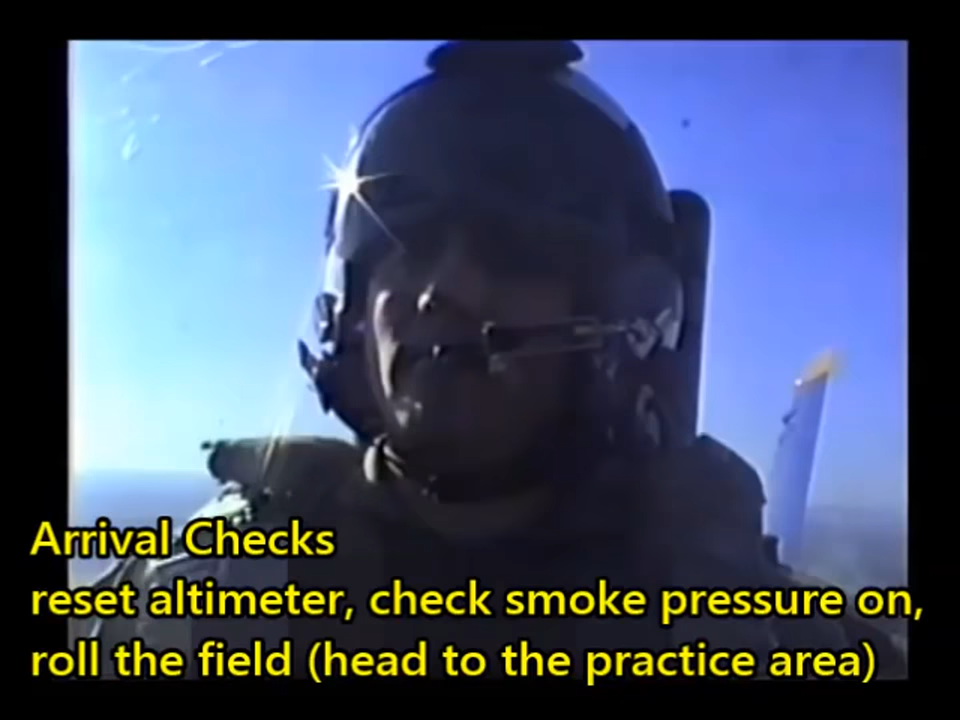 Arrival Checks
reset altimeter, check smoke pressure on,
roll the field (head to the practice area)